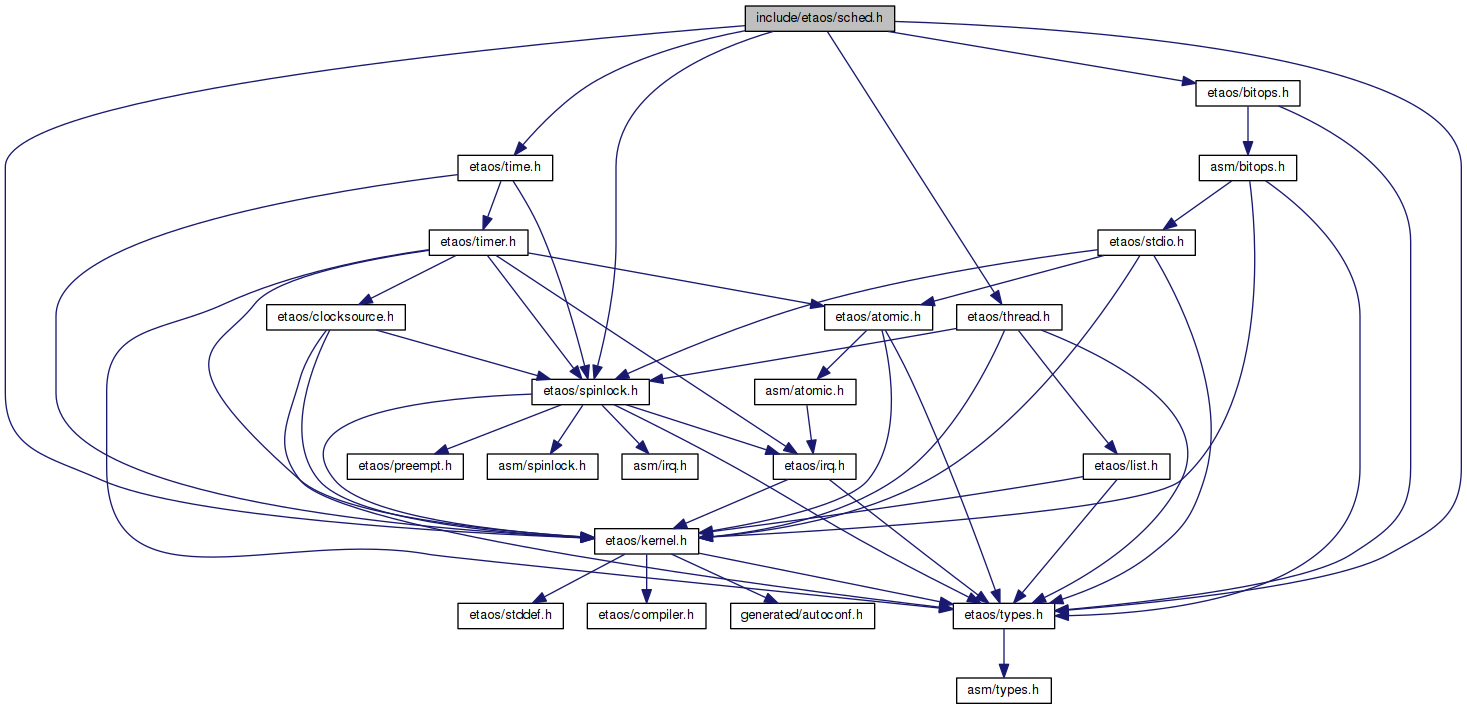 include/etaos/sched.h
etaos/bitops.h
etaos/time.h
asm/bitops.h
etaos/timer.h
etaos/stdio.h
etaos/clocksource.h
etaos/atomic.h
etaos/thread.h
etaos/spinlock.h
asm/atomic.h
etaos/preempt.h
asm/spinlock.h
asm/irq.h
etaos/irq.h
etaos/list.h
etaos/kernel.h
etaos/stddef.h
etaos/compiler.h
generated/autoconf.h
etaos/types.h
asm/types.h